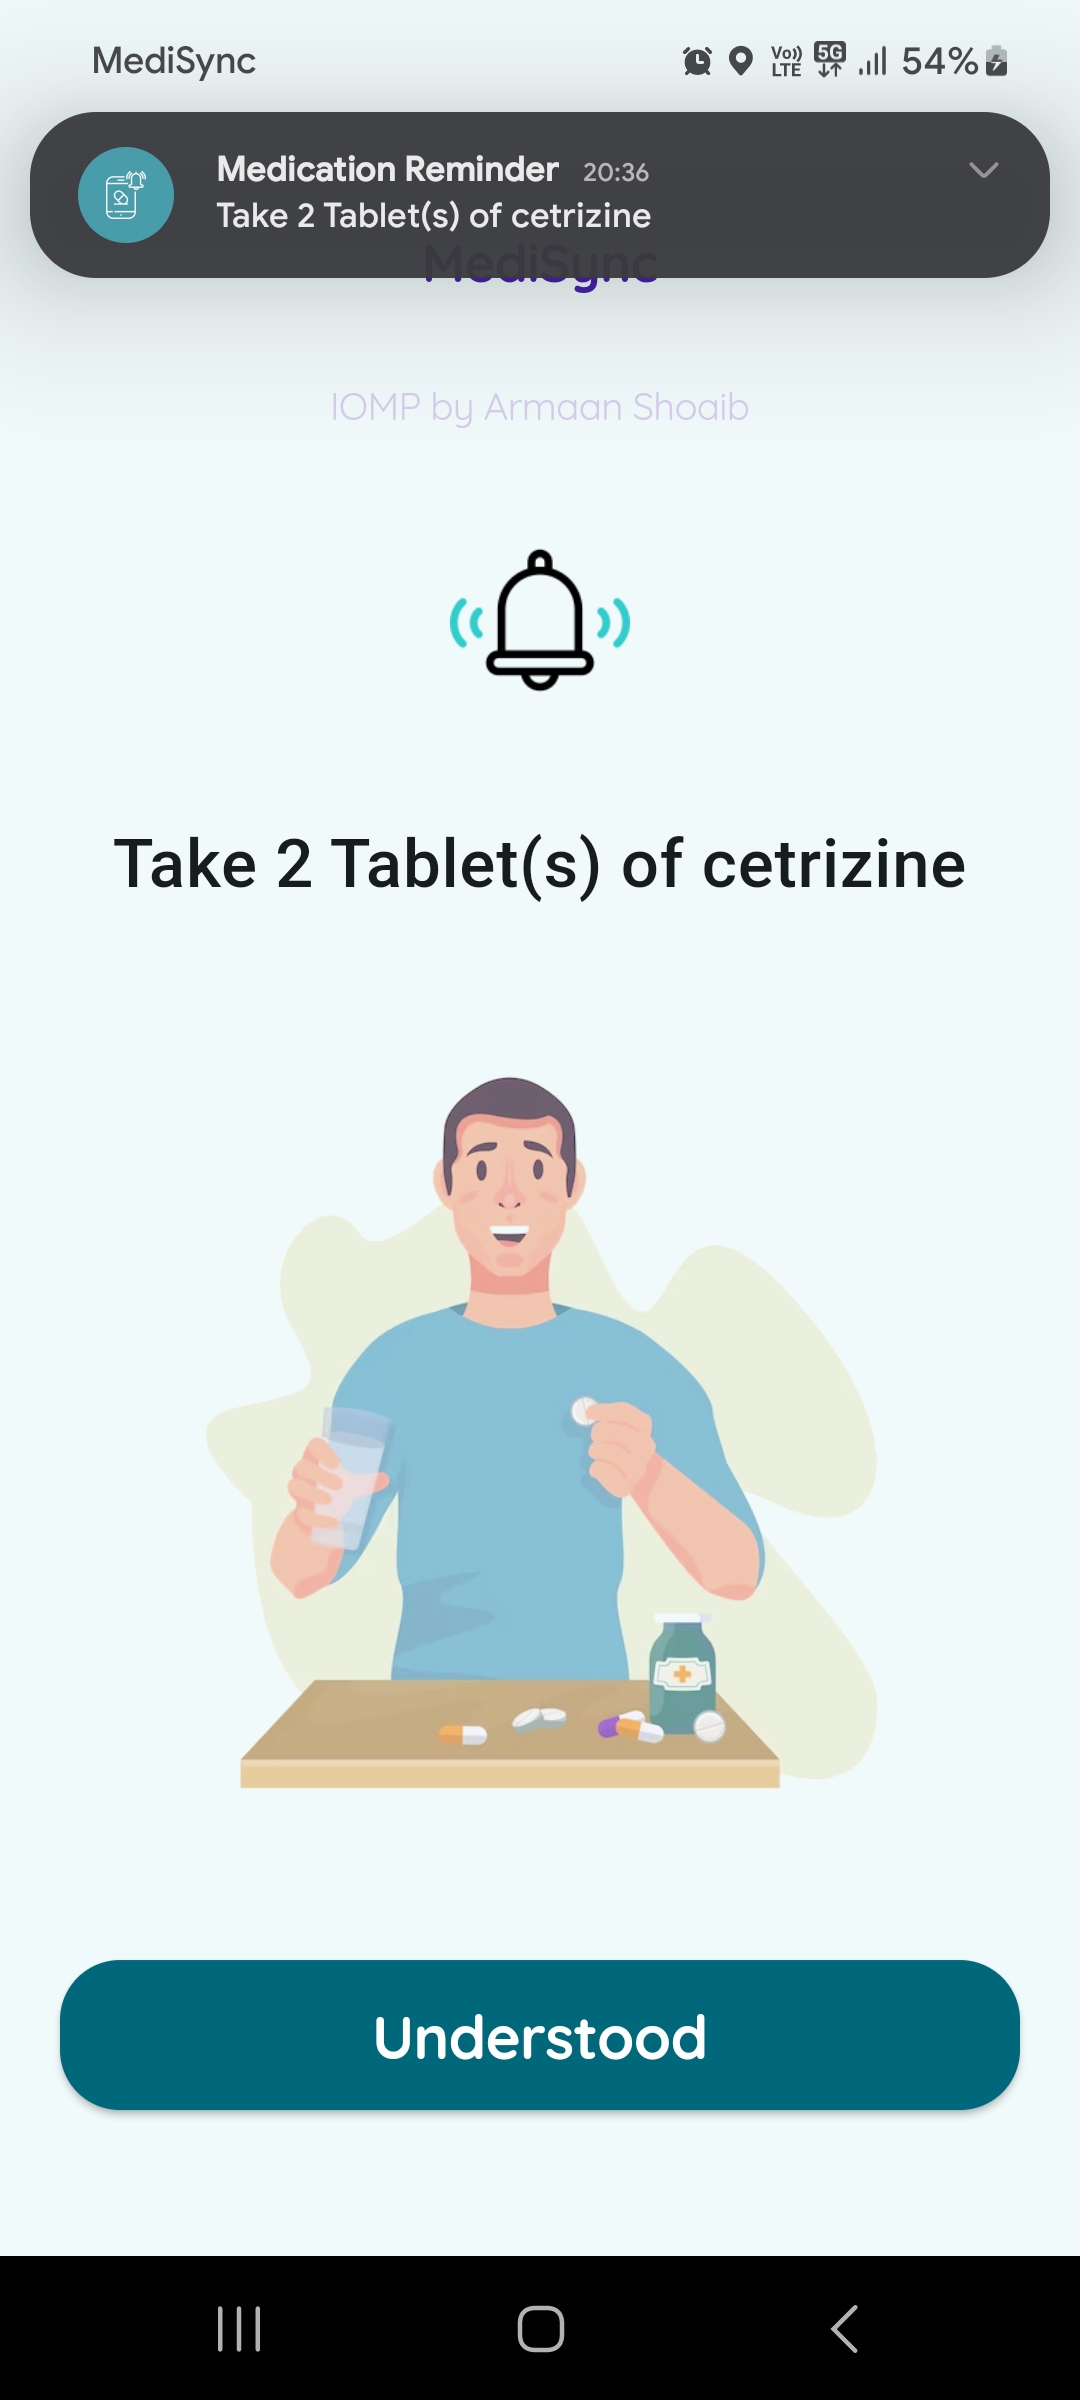 MediSync
Vo)) LTE 5G 54%
Medication Reminder 20:36
Take 2 Tablet(s) of cetrizine
MediSync
IOMP by Armaan Shoaib
Take 2 Tablet(s) of cetrizine
Understood